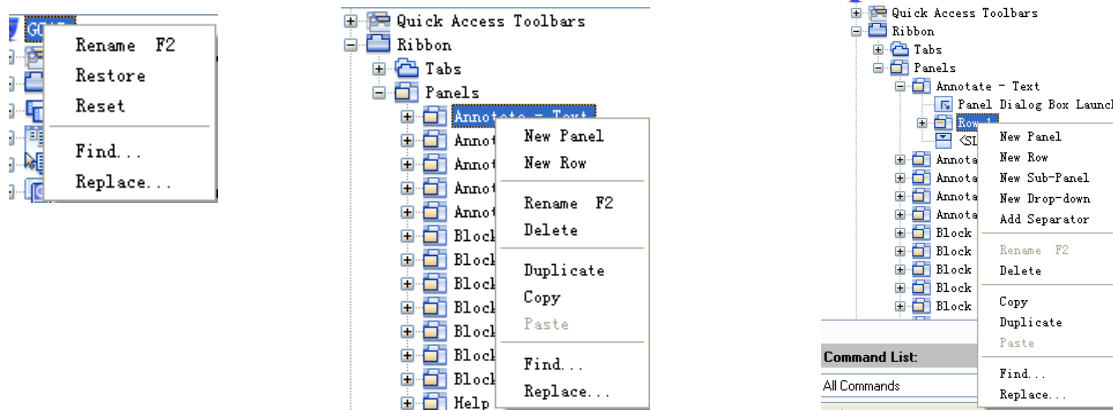 Rename F2
Restore
Reset
Find...
Replace...
Quick Access Toolbars
Ribbon
Tabs
Panels
Annotate - Text
New Panel
New Row
Rename F2
Delete
Duplicate
Copy
Paste
Find...
Replace...
Block
Block
Block
Block
Block
Block
Block
Help
Quick Access Toolbars
Ribbon
Tabs
Panels
Annotate - Text
Panel Dialog Box
New Panel
New Row
New Sub-Panel
New Drop-down
Add Separator
Rename F2
Delete
Copy
Duplicate
Paste
Find...
Replace...
Block
Block
Block
Block
Block
Command List:
All Commands